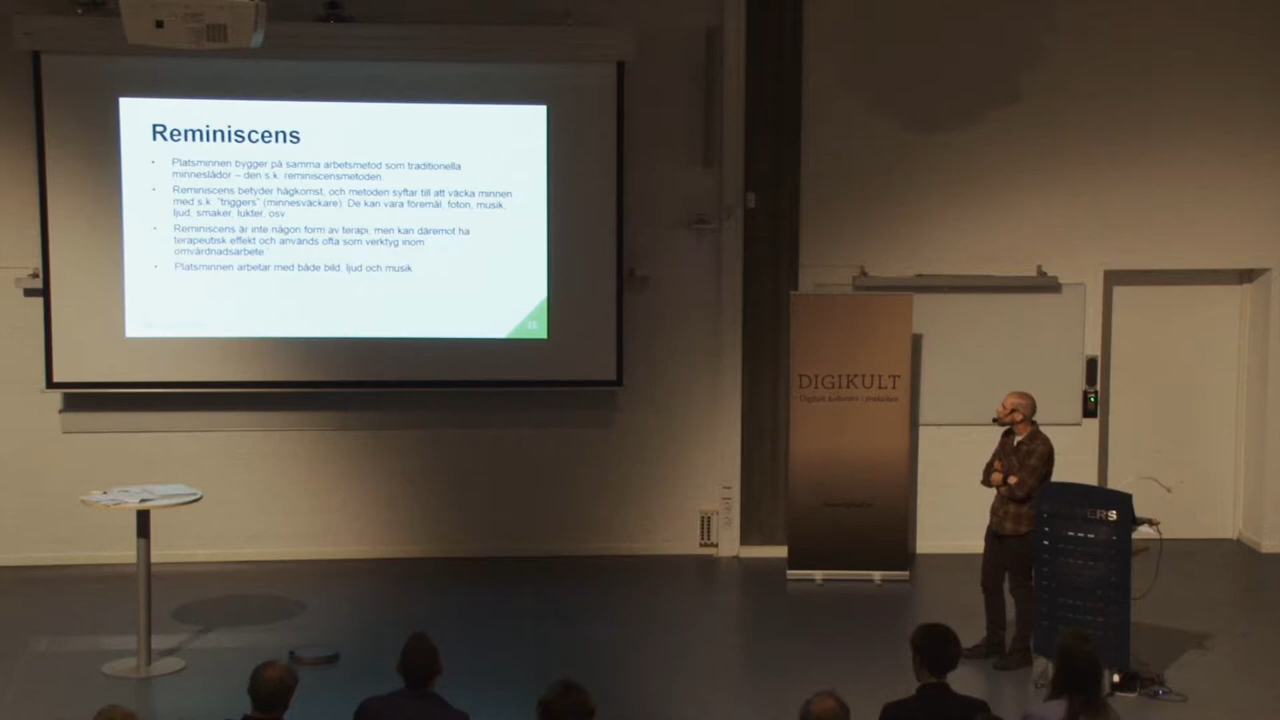 Reminiscens
• Platsminnen bygger på samma arbetsmetod som traditionella
minneslådor – den s.k. reminiscensmetoden
• Reminiscens betyder hågkomst, och metoden syftar till att väcka minnen
med s.k. "triggers" (minnesväckare). De kan vara föremål, foton, musik,
ljud, smaker, lukter, osv
• Reminiscens är inte någon form av terapi, men kan däremot ha
terapeutisk effekt och används ofta som verktyg inom
omvårdnadsarbete
• Platsminnen arbetar med både bild, ljud och musik
DIGIKULT
Digitalt kulturarv i praktiken
ERS